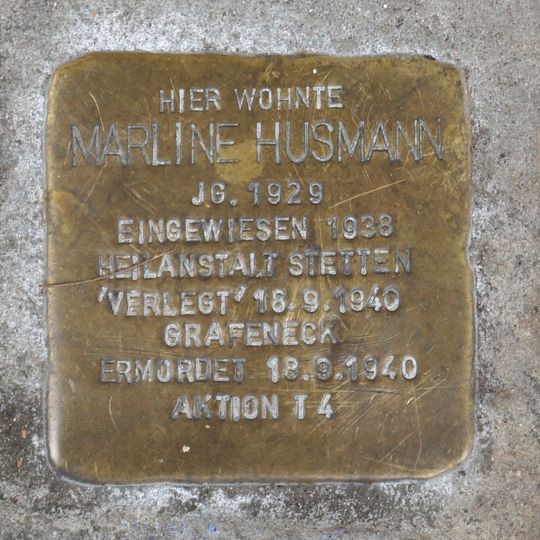 HIER WOHNTE
MARLINE HUSMANN
JG. 1929
EINGEWIESEN 1938
HEILANSTALT STETTEN
'VERLEGT' 18.9.1940
GRAFENECK
ERMORDET 18.9.1940
AKTION T4